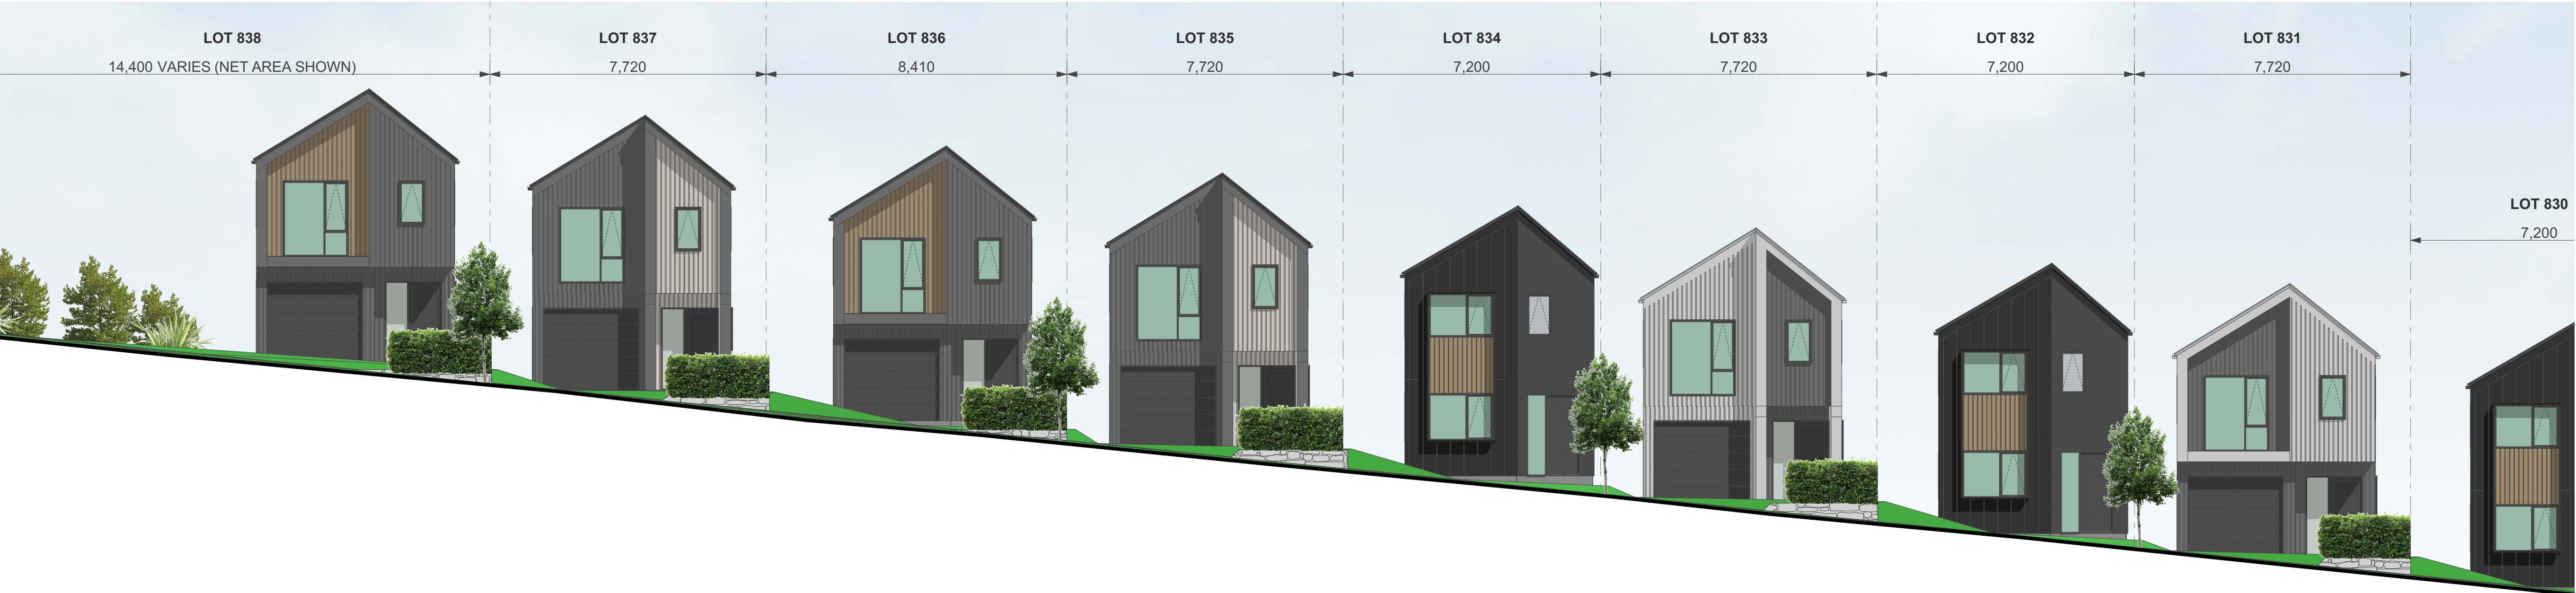 LOT 838
14,400 VARIES (NET AREA SHOWN)
LOT 837
7,720
LOT 836
8,410
LOT 835
7,720
LOT 834
7,200
LOT 833
7,720
LOT 832
7,200
LOT 831
7,720
LOT 830
7,200